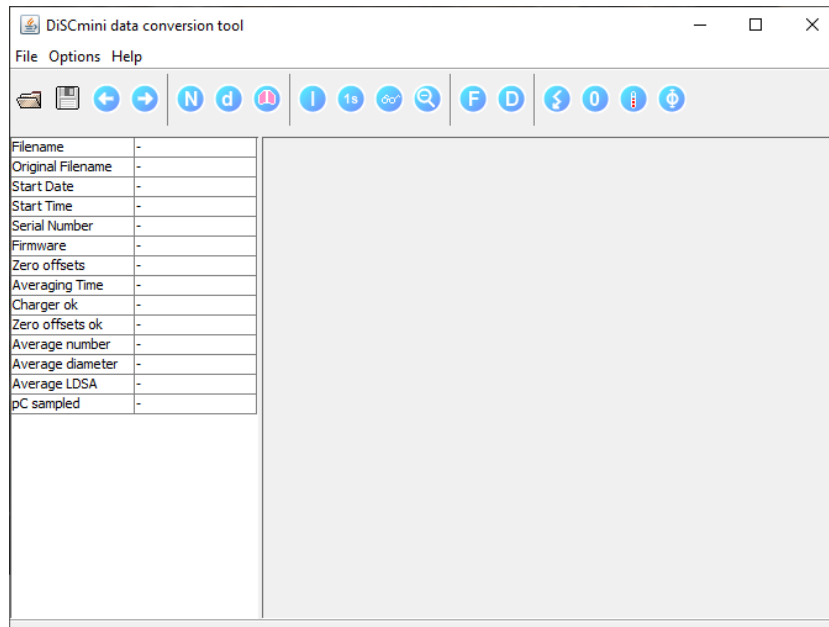 DiSCmini data conversion tool
File Options Help
N d I 1s F D 0 Φ
Filename -
Original Filename -
Start Date -
Start Time -
Serial Number -
Firmware -
Zero offsets -
Averaging Time -
Charger ok -
Zero offsets ok -
Average number -
Average diameter -
Average LDSA -
pC sampled -